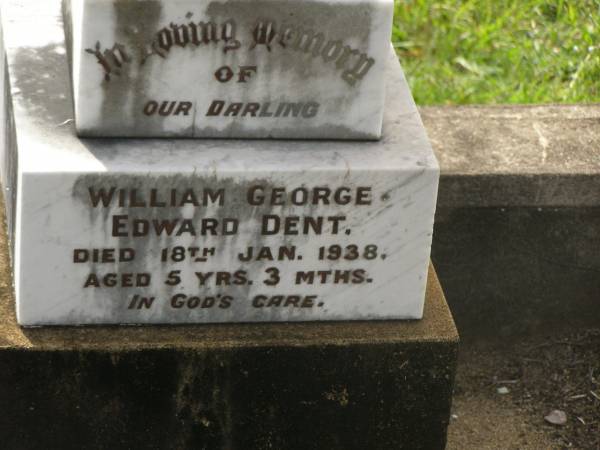 In Loving Memory
OF
OUR DARLING
WILLIAM GEORGE
EDWARD DENT.
DIED 18TH JAN. 1938.
AGED 5 YRS. 3 MTHS.
IN GOD'S CARE.